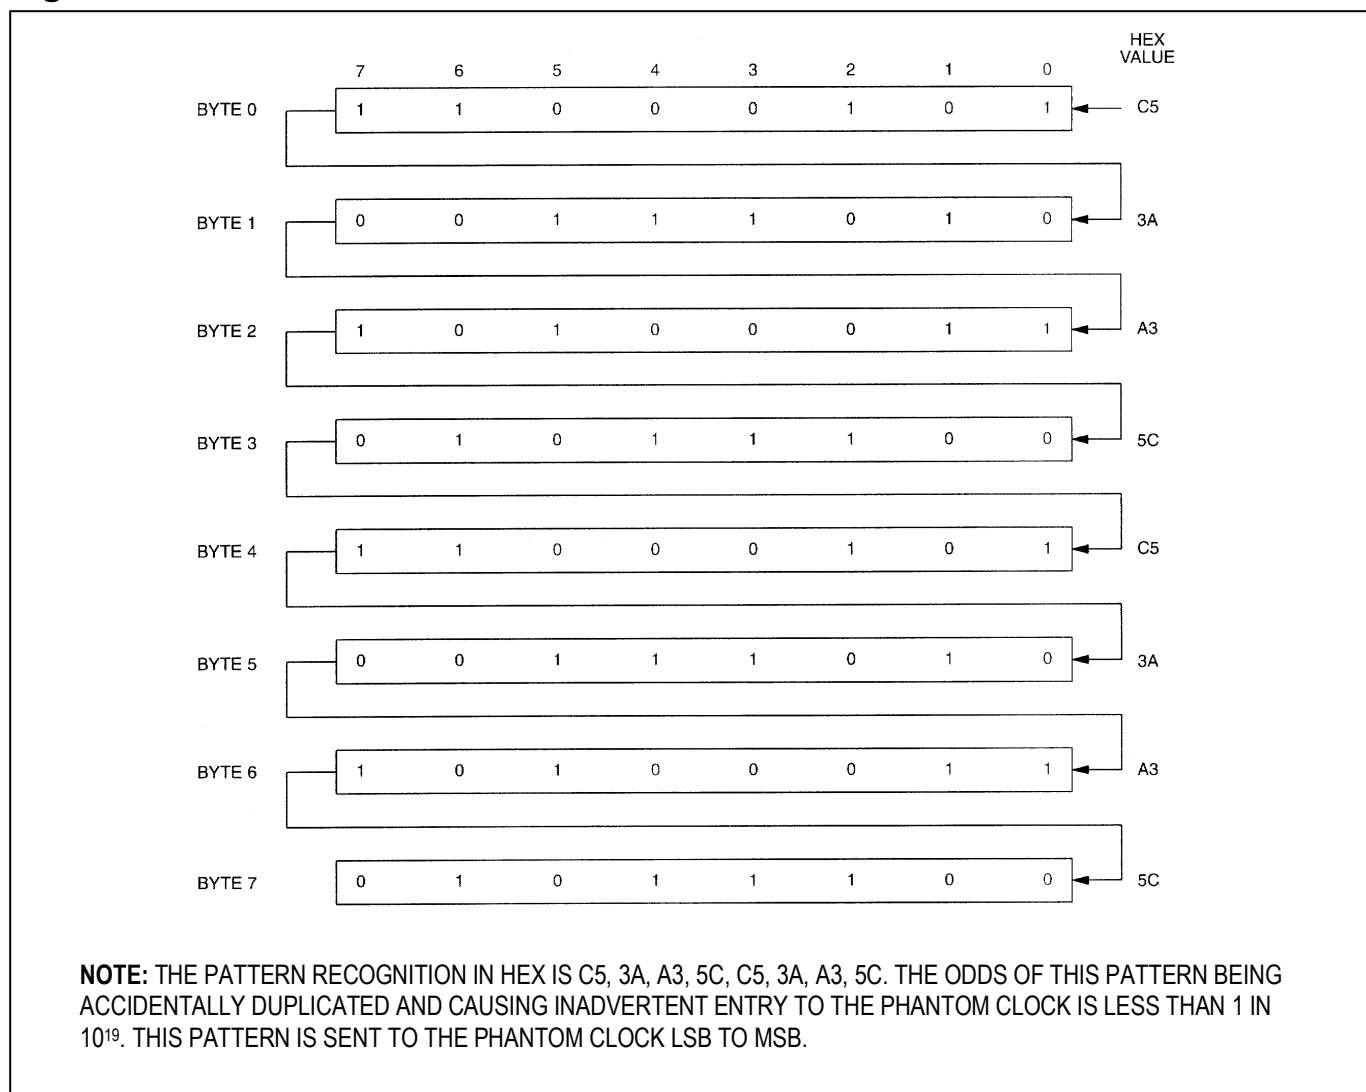 HEX
VALUE
7 6 5 4 3 2 1 0
BYTE 0 1 1 0 0 0 1 0 1 C5
BYTE 1 0 0 1 1 1 0 1 0 3A
BYTE 2 1 0 1 0 0 0 1 1 A3
BYTE 3 0 1 0 1 1 1 0 0 5C
BYTE 4 1 1 0 0 0 1 0 1 C5
BYTE 5 0 0 1 1 1 0 1 0 3A
BYTE 6 1 0 1 0 0 0 1 1 A3
BYTE 7 0 1 0 1 1 1 0 0 5C
NOTE: THE PATTERN RECOGNITION IN HEX IS C5, 3A, A3, 5C, C5, 3A, A3, 5C. THE ODDS OF THIS PATTERN BEING
ACCIDENTALLY DUPLICATED AND CAUSING INADVERTENT ENTRY TO THE PHANTOM CLOCK IS LESS THAN 1 IN
10¹⁹. THIS PATTERN IS SENT TO THE PHANTOM CLOCK LSB TO MSB.